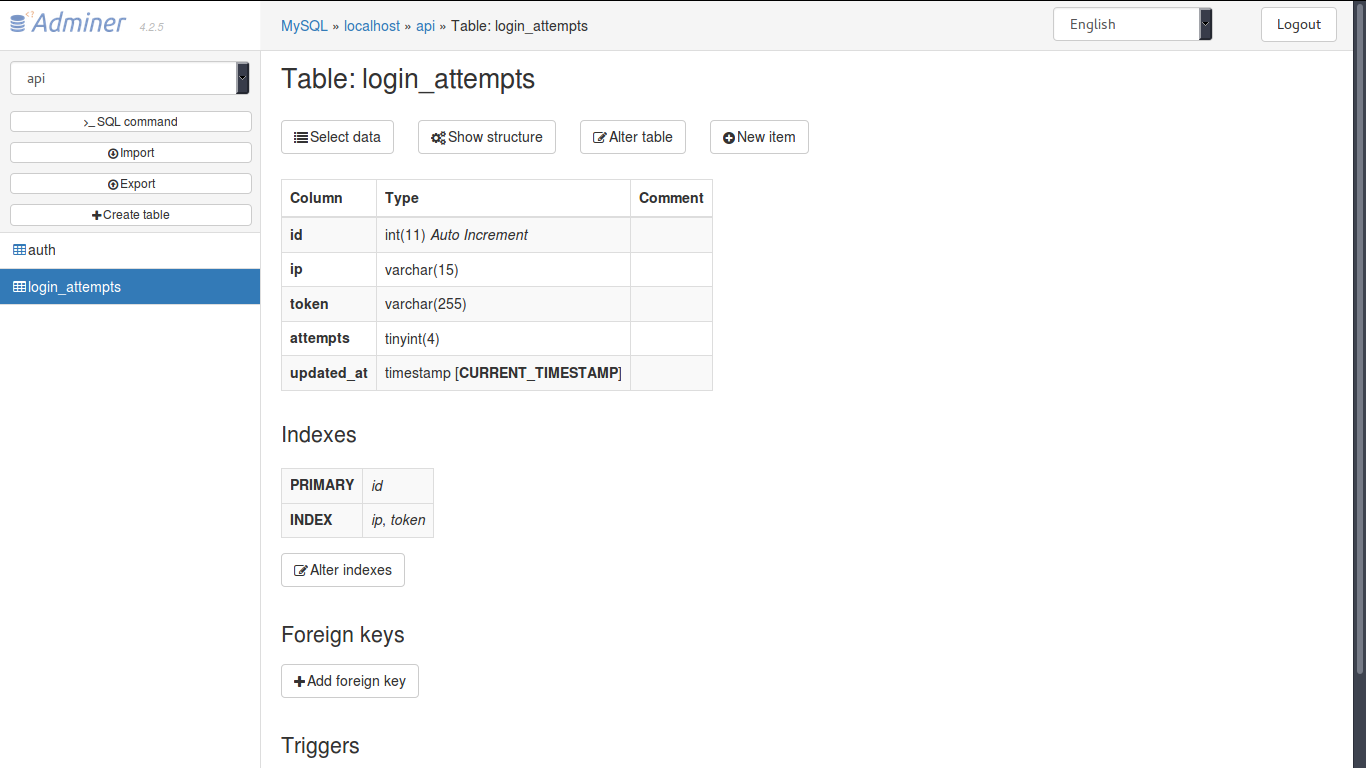 Adminer 4.2.5
MySQL » localhost » api » Table: login_attempts
English
Logout
api
SQL command
Import
Export
Create table
auth
login_attempts
Table: login_attempts
Select data Show structure Alter table New item
Column Type Comment
id int(11) Auto Increment
ip varchar(15)
token varchar(255)
attempts tinyint(4)
updated_at timestamp [CURRENT_TIMESTAMP]
Indexes
PRIMARY id
INDEX ip, token
Alter indexes
Foreign keys
Add foreign key
Triggers